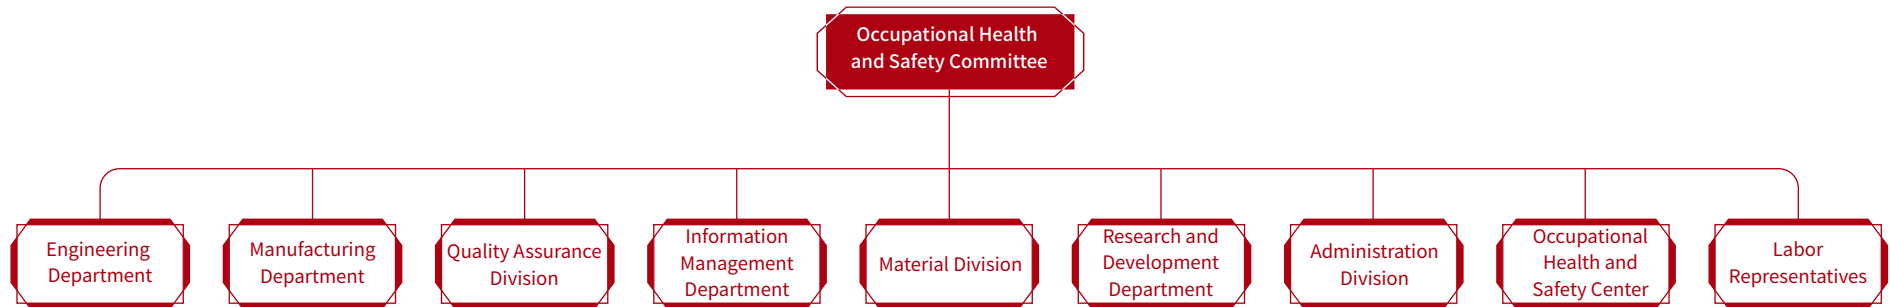 Occupational Health
and Safety Committee
Engineering
Department
Manufacturing
Department
Quality Assurance
Division
Information
Management
Department
Material Division
Research and
Development
Department
Administration
Division
Occupational
Health and
Safety Center
Labor
Representatives